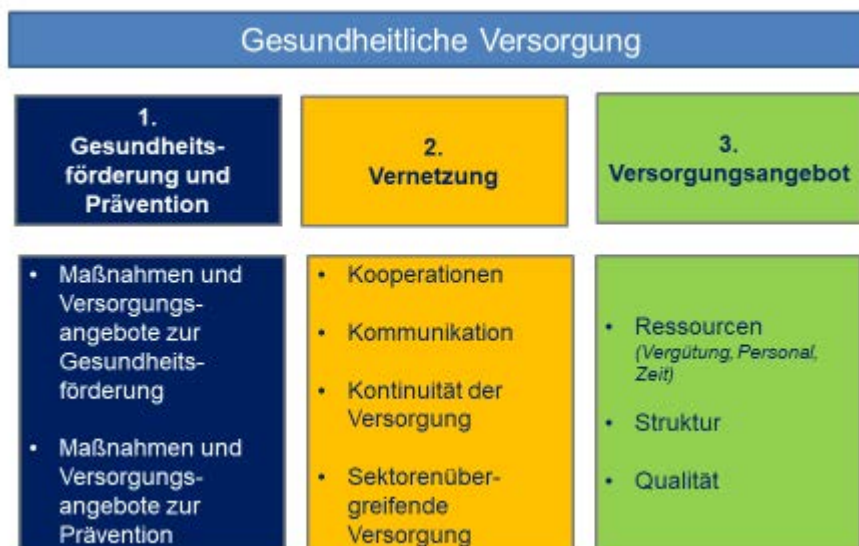 Gesundheitliche Versorgung
1.
Gesundheits-
förderung und
Prävention
2.
Vernetzung
3.
Versorgungsangebot
• Maßnahmen und
Versorgungs-
angebote zur
Gesundheits-
förderung
• Maßnahmen und
Versorgungs-
angebote zur
Prävention
• Kooperationen
• Kommunikation
• Kontinuität der
Versorgung
• Sektorenüber-
greifende
Versorgung
• Ressourcen
(Vergütung, Personal,
Zeit)
• Struktur
• Qualität